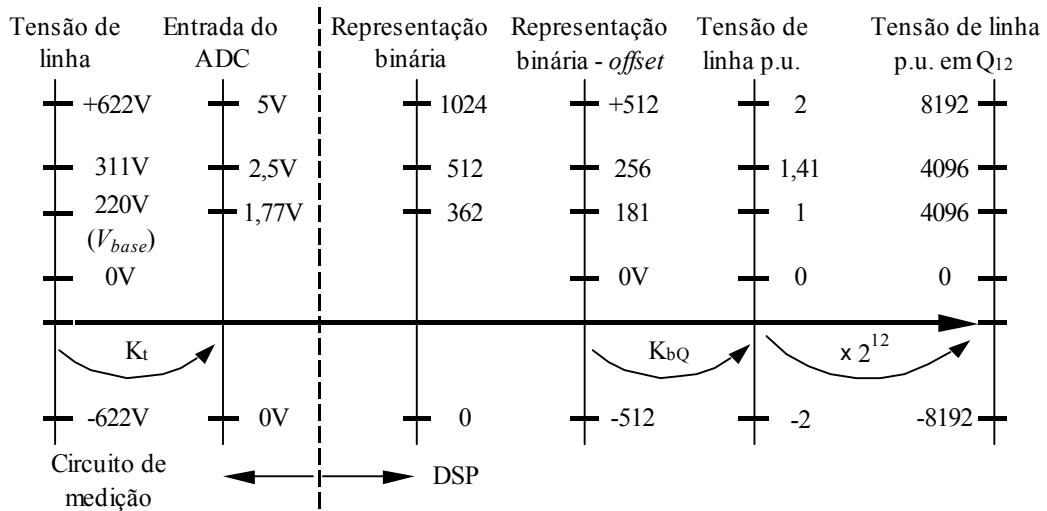 Tensão de linha
Entrada do ADC
Representação binária
Representação binária - offset
Tensão de linha p.u.
Tensão de linha p.u. em Q12
+622V
5V
1024
+512
2
8192
311V
2,5V
512
256
1,41
4096
220V
1,77V
362
181
1
4096
(Vbase)
0V
0V
0
0
Kt
KbQ
x 2^12
-622V
0V
0
-512
-2
-8192
Circuito de medição
DSP